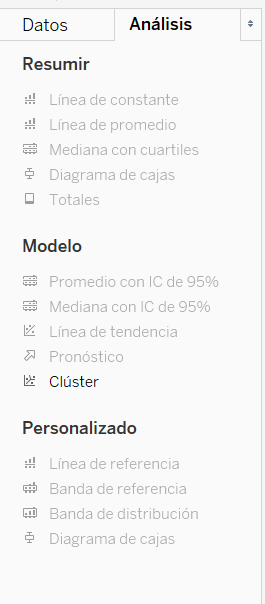 Datos
Análisis
Resumir
Línea de constante
Línea de promedio
Mediana con cuartiles
Diagrama de cajas
Totales
Modelo
Promedio con IC de 95%
Mediana con IC de 95%
Línea de tendencia
Pronóstico
Clúster
Personalizado
Línea de referencia
Banda de referencia
Banda de distribución
Diagrama de cajas